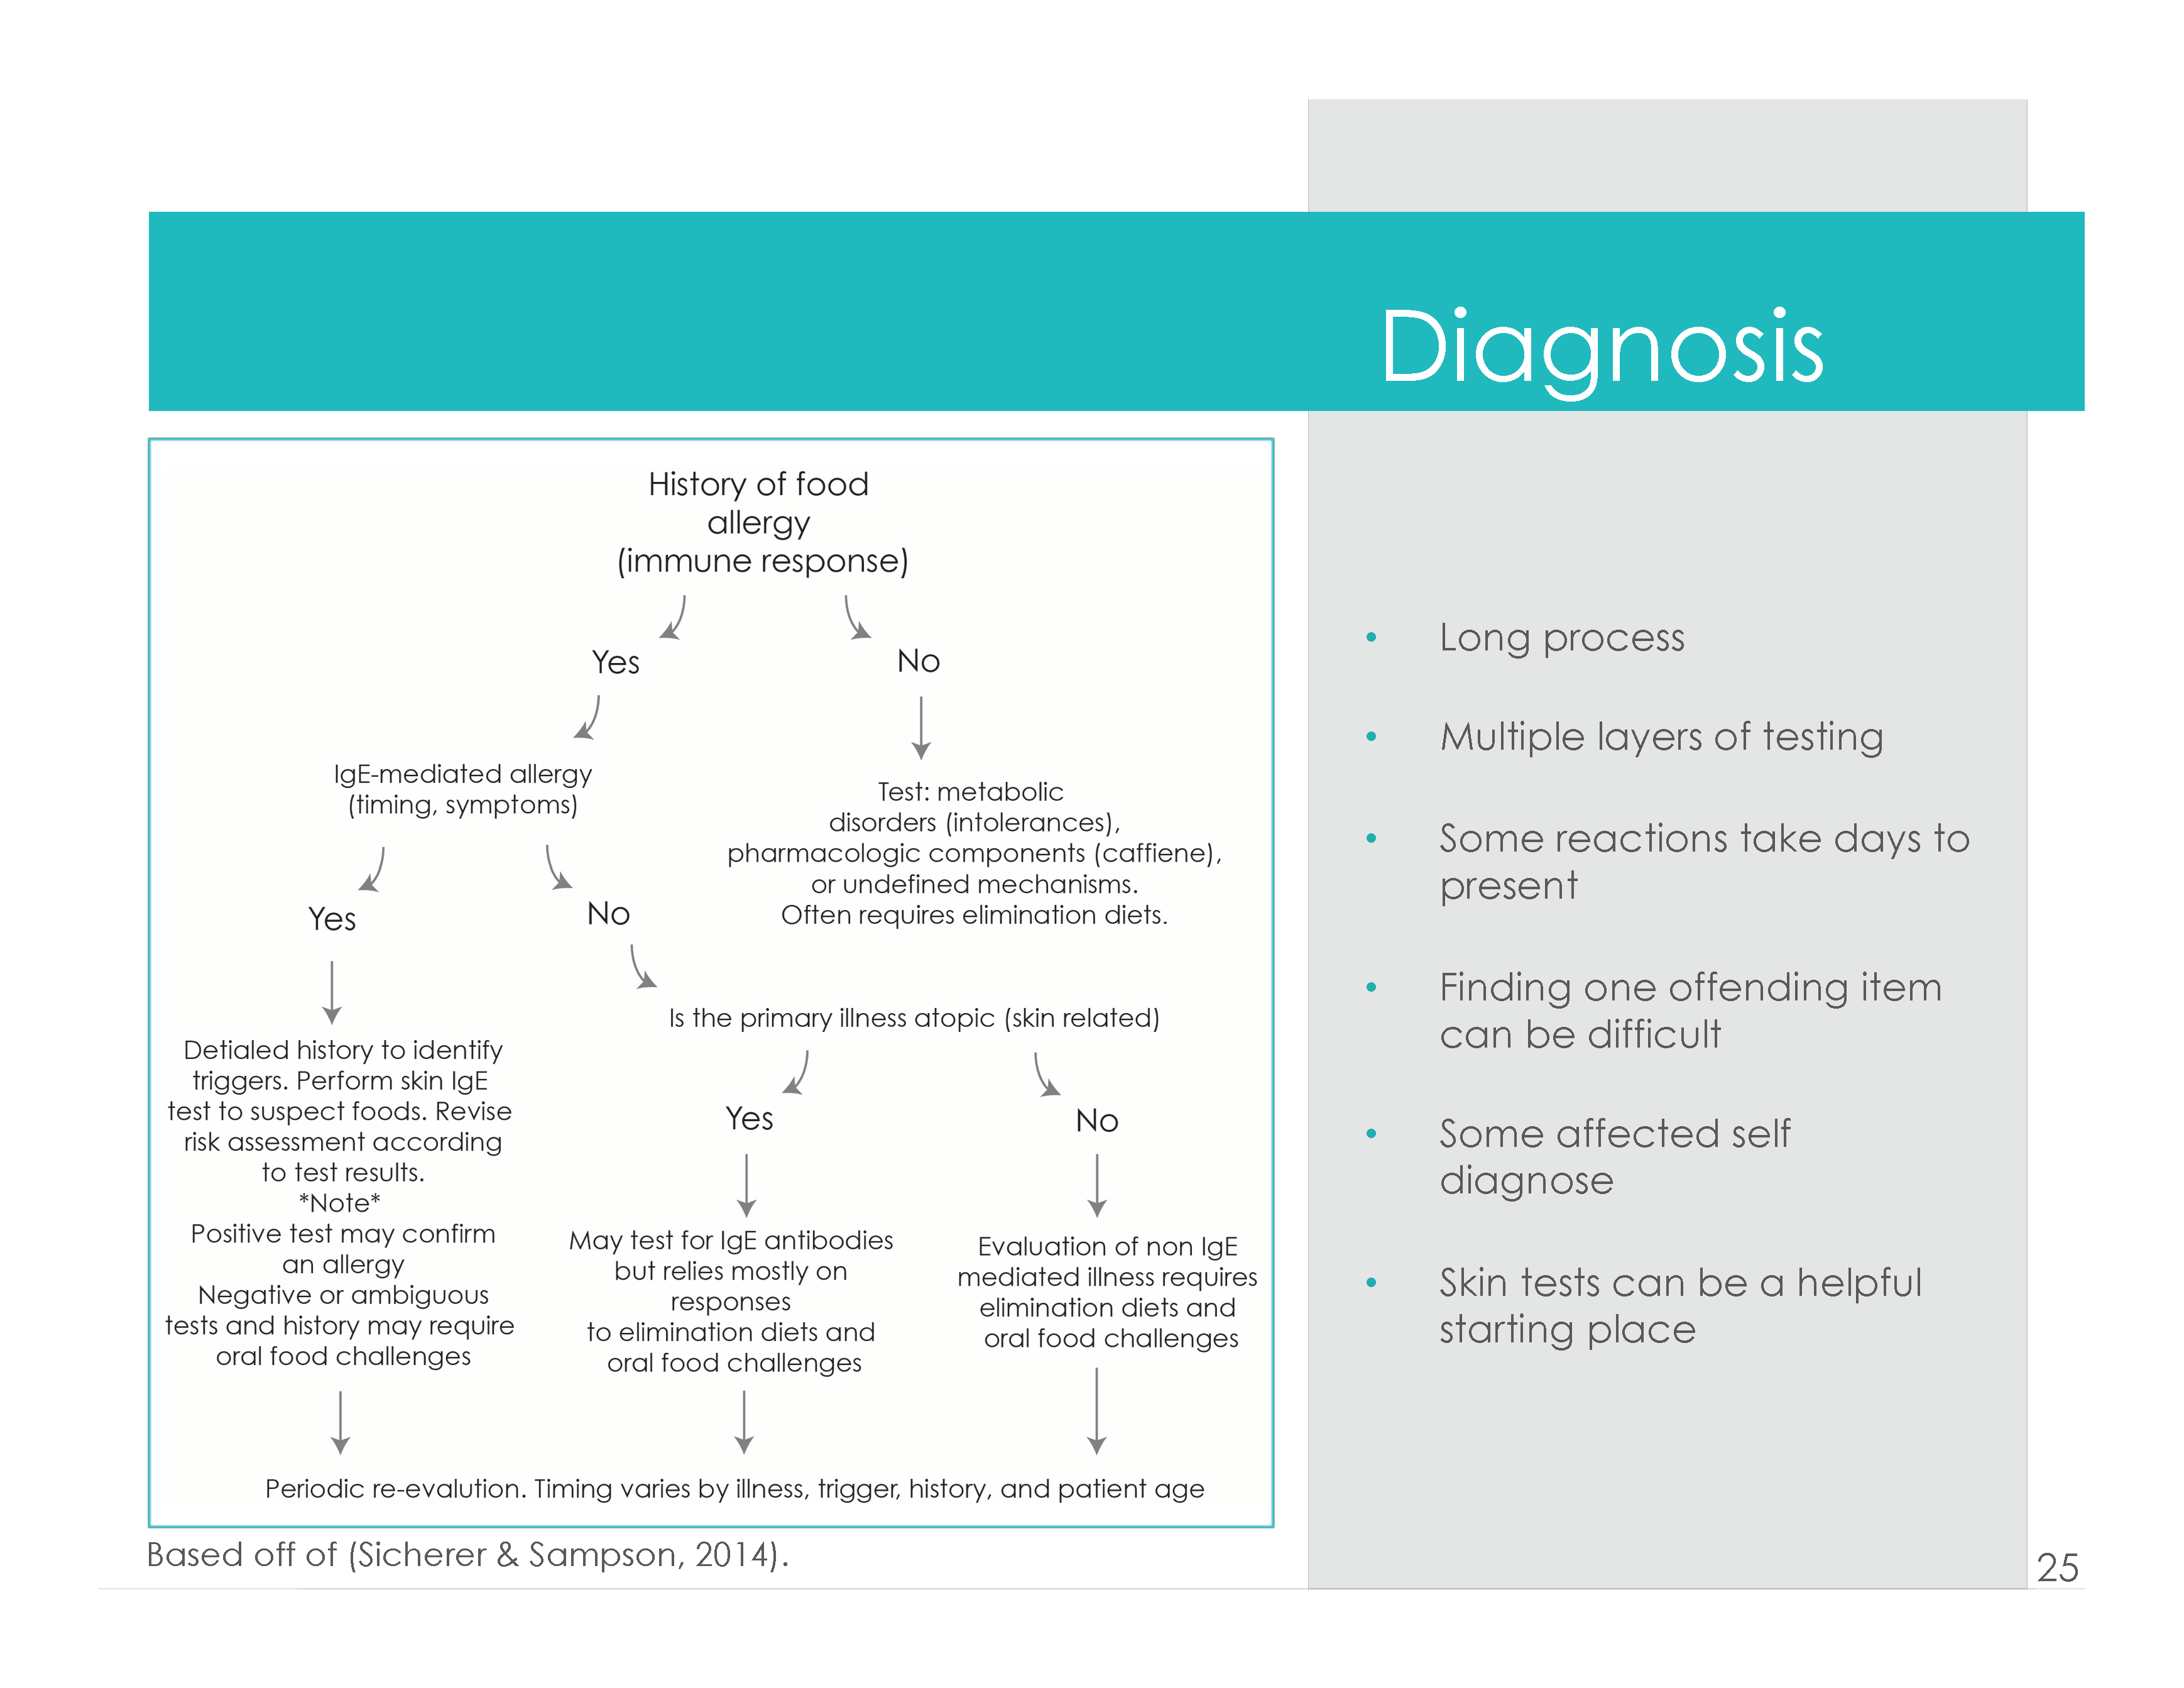 Diagnosis
History of food
allergy
(immune response)
Yes
No
IgE-mediated allergy
(timing, symptoms)
Test: metabolic
disorders (intolerances),
pharmacologic components (caffiene),
or undefined mechanisms.
Often requires elimination diets.
Yes
No
Is the primary illness atopic (skin related)
Detialed history to identify
triggers. Perform skin IgE
test to suspect foods. Revise
risk assessment according
to test results.
*Note*
Positive test may confirm
an allergy
Negative or ambiguous
tests and history may require
oral food challenges
Yes
No
May test for IgE antibodies
but relies mostly on
responses
to elimination diets and
oral food challenges
Evaluation of non IgE
mediated illness requires
elimination diets and
oral food challenges
Periodic re-evalution. Timing varies by illness, trigger, history, and patient age
Based off of (Sicherer & Sampson, 2014).
• Long process
• Multiple layers of testing
• Some reactions take days to
present
• Finding one offending item
can be difficult
• Some affected self
diagnose
• Skin tests can be a helpful
starting place
25